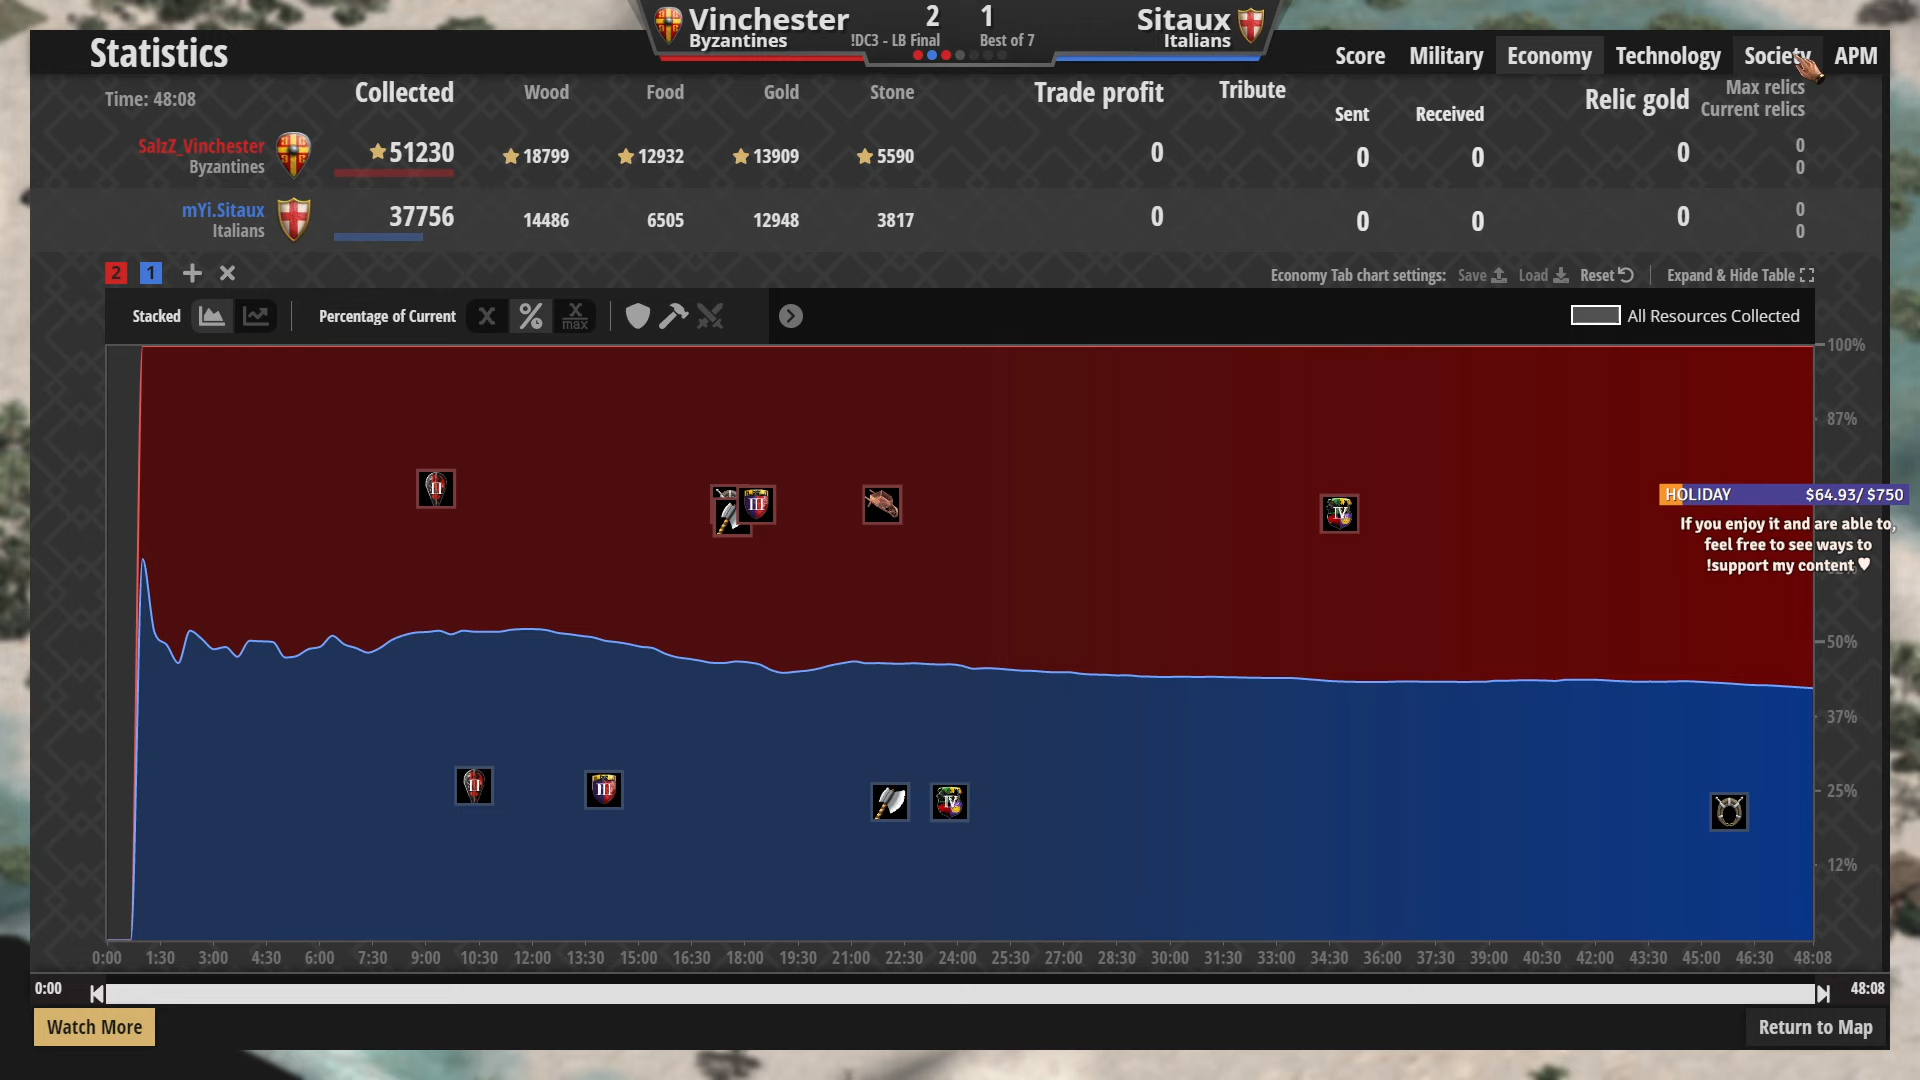 Vinchester 2 1 Sitaux
Byzantines !DC3 - LB Final Best of 7 Italians
Statistics Score Military Economy Technology Society APM
Time: 48:08 Collected Wood Food Gold Stone Trade profit Tribute Sent Received Relic gold Max relics
Current relics
SalzZ_Vinchester 51230 18799 12932 13909 5590 0 0 0 0 0
Byzantines 0
mYi.Sitaux 37756 14486 6505 12948 3817 0 0 0 0 0
Italians 0
2 1 Economy Tab chart settings: Save Load Reset Expand & Hide Table
Stacked Percentage of Current X % X max All Resources Collected
100%
87%
HOLIDAY $64.93/ $750
If you enjoy it and are able to,
feel free to see ways to
!support my content ♥
50%
37%
25%
12%
II III IV
II III IV
0:00 1:30 3:00 4:30 6:00 7:30 9:00 10:30 12:00 13:30 15:00 16:30 18:00 19:30 21:00 22:30 24:00 25:30 27:00 28:30 30:00 31:30 33:00 34:30 36:00 37:30 39:00 40:30 42:00 43:30 45:00 46:30 48:08
0:00 48:08
Watch More Return to Map